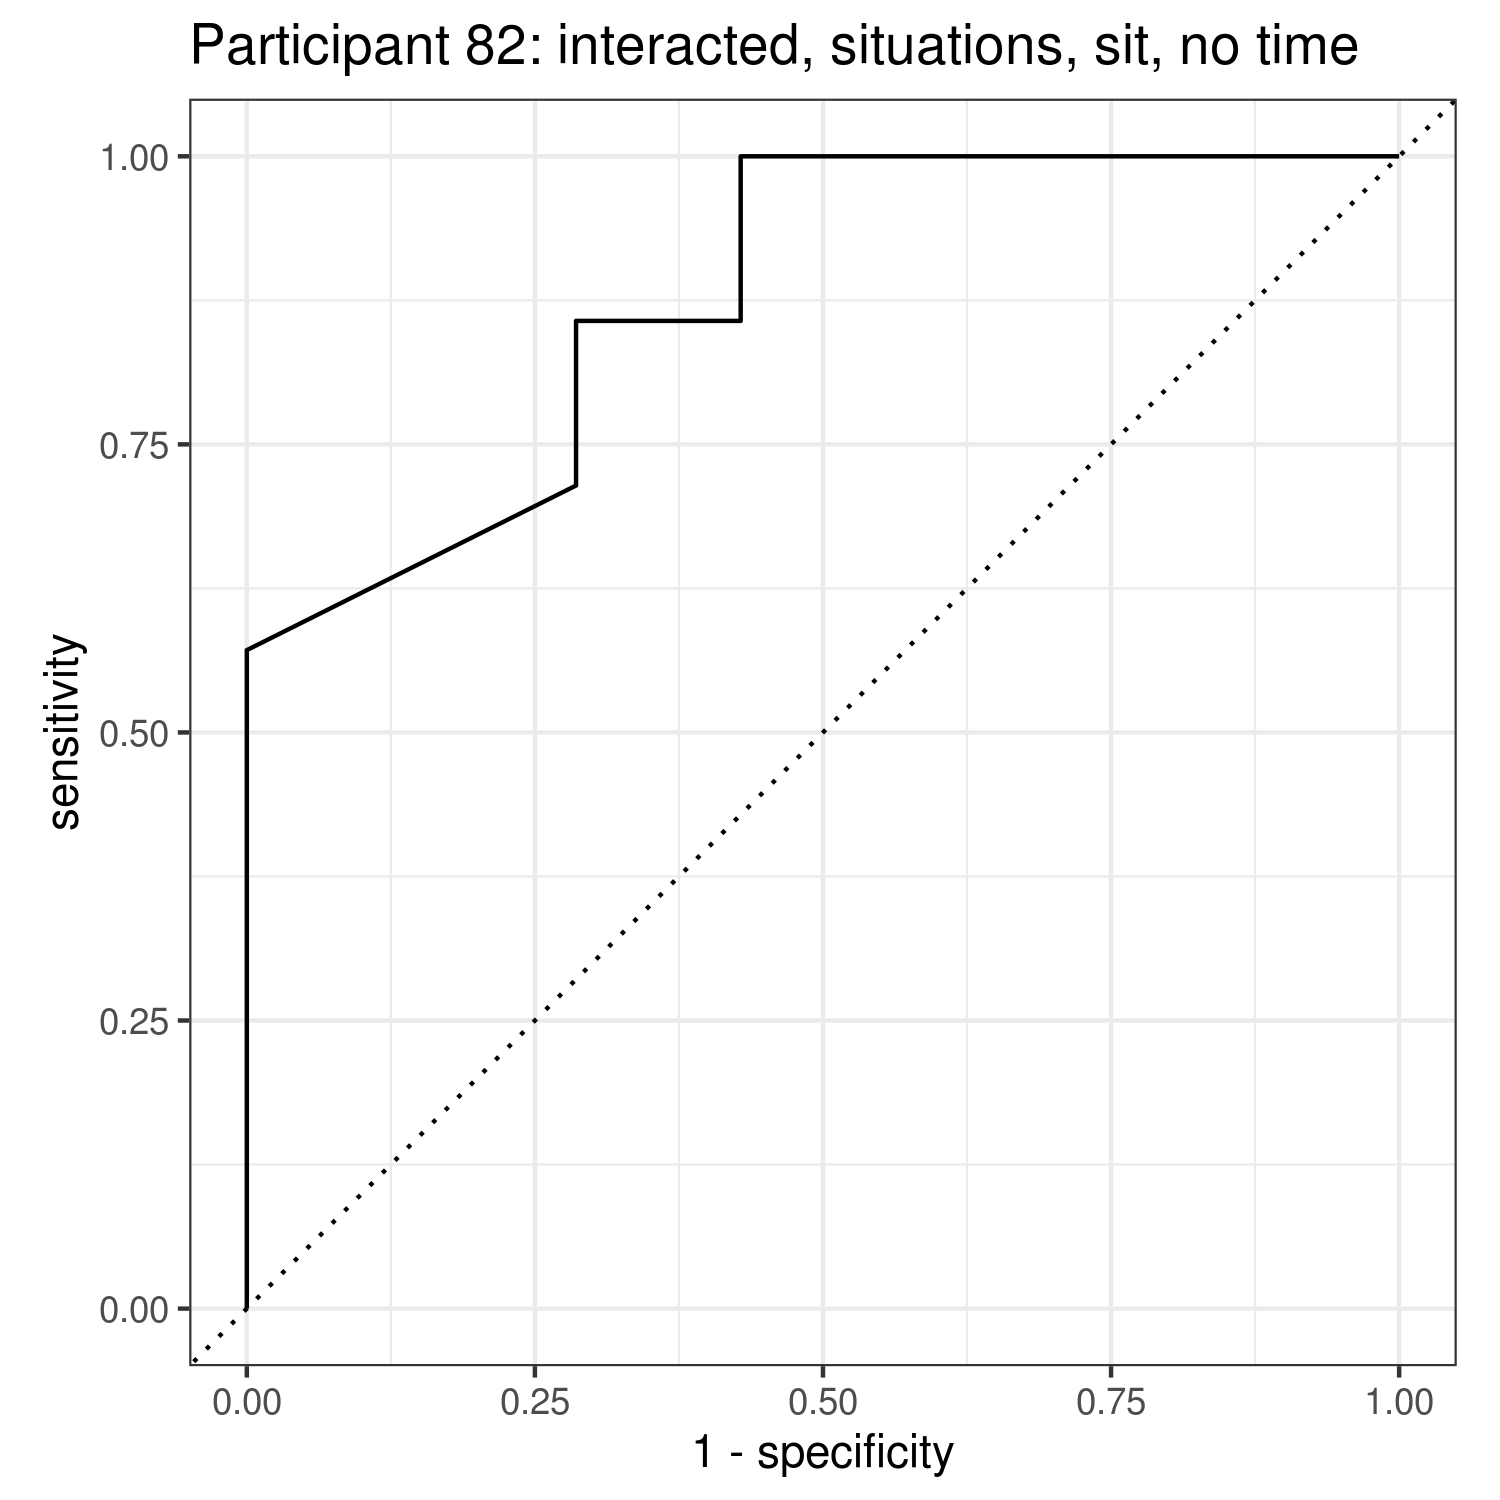 Participant 82: interacted, situations, sit, no time
1.00
0.75
0.50
0.25
0.00
sensitivity
0.00 0.25 0.50 0.75 1.00
1 - specificity